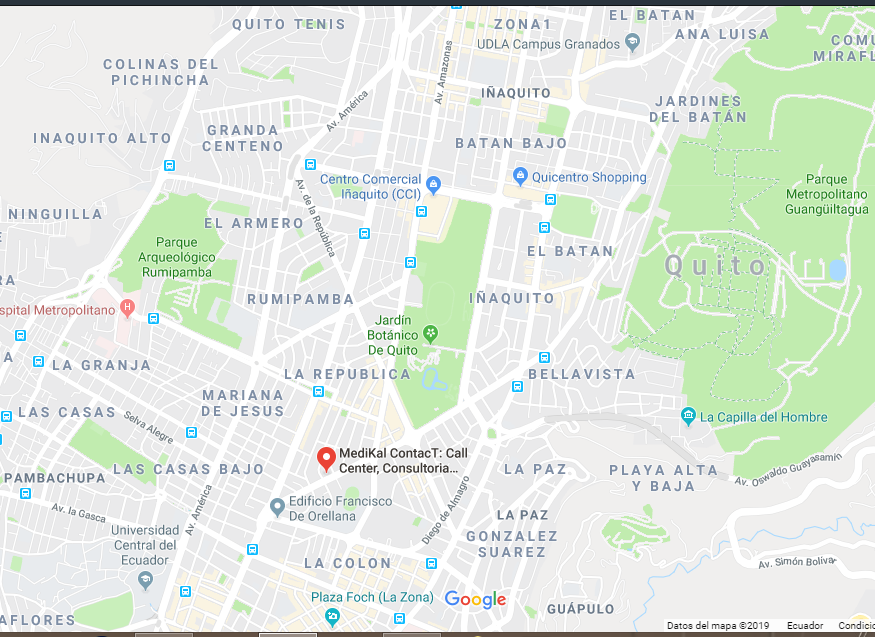 EL BATAN
QUITO TENIS
ZONA1
ANA LUISA
UDLA Campus Granados
COLINAS DEL
PICHINCHA
Av. Amazonas
IÑAQUITO
JARDINES
DEL BATÁN
Av. América
GRANDA
CENTENO
INAQUITO ALTO
BATAN BAJO
Centro Comercial
Iñaquito (CCI)
Quicentro Shopping
Parque
Metropolitano
Guangüiltagua
NINGUILLA
EL ARMERO
Av. de la República
Parque
Arqueológico
Rumipamba
EL BATAN
Quito
RUMIPAMBA
IÑAQUITO
spital Metropolitano
H
Jardín
Botánico
De Quito
A
LA GRANJA
LA REPUBLICA
BELLAVISTA
MARIANA
DE JESUS
LAS CASAS
Selva Alegre
La Capilla del Hombre
MediKal ContacT: Call
Center, Consultoria...
PAMBACHUPA
LAS CASAS BAJO
LA PAZ
PLAYA ALTA
Y BAJA
Av. Oswaldo Guayasamín
Av. la Gasca
Av. América
Edificio Francisco
De Orellana
Diego de Almagro
LA PAZ
GONZALEZ
SUAREZ
Universidad
Central del
Ecuador
LA COLON
Av. Simón Boliva
Plaza Foch (La Zona)
Google
GUÁPULO
AFLORES
Datos del mapa ©2019 Ecuador Condicio